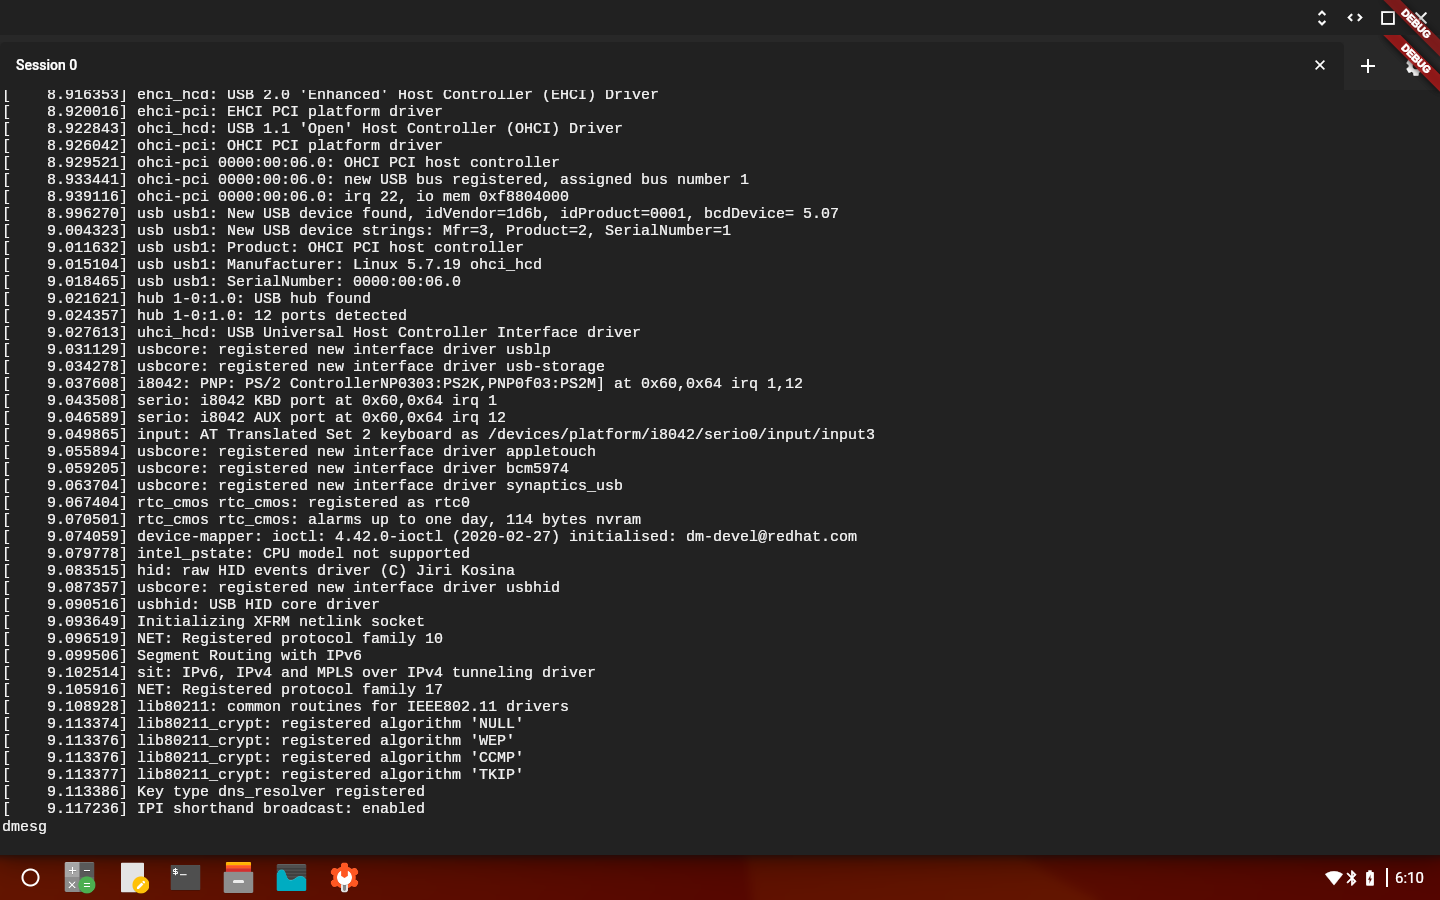 DEBUG
DEBUG
Session 0
[    8.916353] ehci_hcd: USB 2.0 'Enhanced' Host Controller (EHCI) Driver
[    8.920016] ehci-pci: EHCI PCI platform driver
[    8.922843] ohci_hcd: USB 1.1 'Open' Host Controller (OHCI) Driver
[    8.926042] ohci-pci: OHCI PCI platform driver
[    8.929521] ohci-pci 0000:00:06.0: OHCI PCI host controller
[    8.933441] ohci-pci 0000:00:06.0: new USB bus registered, assigned bus number 1
[    8.939116] ohci-pci 0000:00:06.0: irq 22, io mem 0xf8804000
[    8.996270] usb usb1: New USB device found, idVendor=1d6b, idProduct=0001, bcdDevice= 5.07
[    9.004323] usb usb1: New USB device strings: Mfr=3, Product=2, SerialNumber=1
[    9.011632] usb usb1: Product: OHCI PCI host controller
[    9.015104] usb usb1: Manufacturer: Linux 5.7.19 ohci_hcd
[    9.018465] usb usb1: SerialNumber: 0000:00:06.0
[    9.021621] hub 1-0:1.0: USB hub found
[    9.024357] hub 1-0:1.0: 12 ports detected
[    9.027613] uhci_hcd: USB Universal Host Controller Interface driver
[    9.031129] usbcore: registered new interface driver usblp
[    9.034278] usbcore: registered new interface driver usb-storage
[    9.037608] i8042: PNP: PS/2 ControllerNP0303:PS2K,PNP0f03:PS2M] at 0x60,0x64 irq 1,12
[    9.043508] serio: i8042 KBD port at 0x60,0x64 irq 1
[    9.046589] serio: i8042 AUX port at 0x60,0x64 irq 12
[    9.049865] input: AT Translated Set 2 keyboard as /devices/platform/i8042/serio0/input/input3
[    9.055894] usbcore: registered new interface driver appletouch
[    9.059205] usbcore: registered new interface driver bcm5974
[    9.063704] usbcore: registered new interface driver synaptics_usb
[    9.067404] rtc_cmos rtc_cmos: registered as rtc0
[    9.070501] rtc_cmos rtc_cmos: alarms up to one day, 114 bytes nvram
[    9.074059] device-mapper: ioctl: 4.42.0-ioctl (2020-02-27) initialised: dm-devel@redhat.com
[    9.079778] intel_pstate: CPU model not supported
[    9.083515] hid: raw HID events driver (C) Jiri Kosina
[    9.087357] usbcore: registered new interface driver usbhid
[    9.090516] usbhid: USB HID core driver
[    9.093649] Initializing XFRM netlink socket
[    9.096519] NET: Registered protocol family 10
[    9.099506] Segment Routing with IPv6
[    9.102514] sit: IPv6, IPv4 and MPLS over IPv4 tunneling driver
[    9.105916] NET: Registered protocol family 17
[    9.108928] lib80211: common routines for IEEE802.11 drivers
[    9.113374] lib80211_crypt: registered algorithm 'NULL'
[    9.113376] lib80211_crypt: registered algorithm 'WEP'
[    9.113376] lib80211_crypt: registered algorithm 'CCMP'
[    9.113377] lib80211_crypt: registered algorithm 'TKIP'
[    9.113386] Key type dns_resolver registered
[    9.117236] IPI shorthand broadcast: enabled
dmesg
$_
6:10